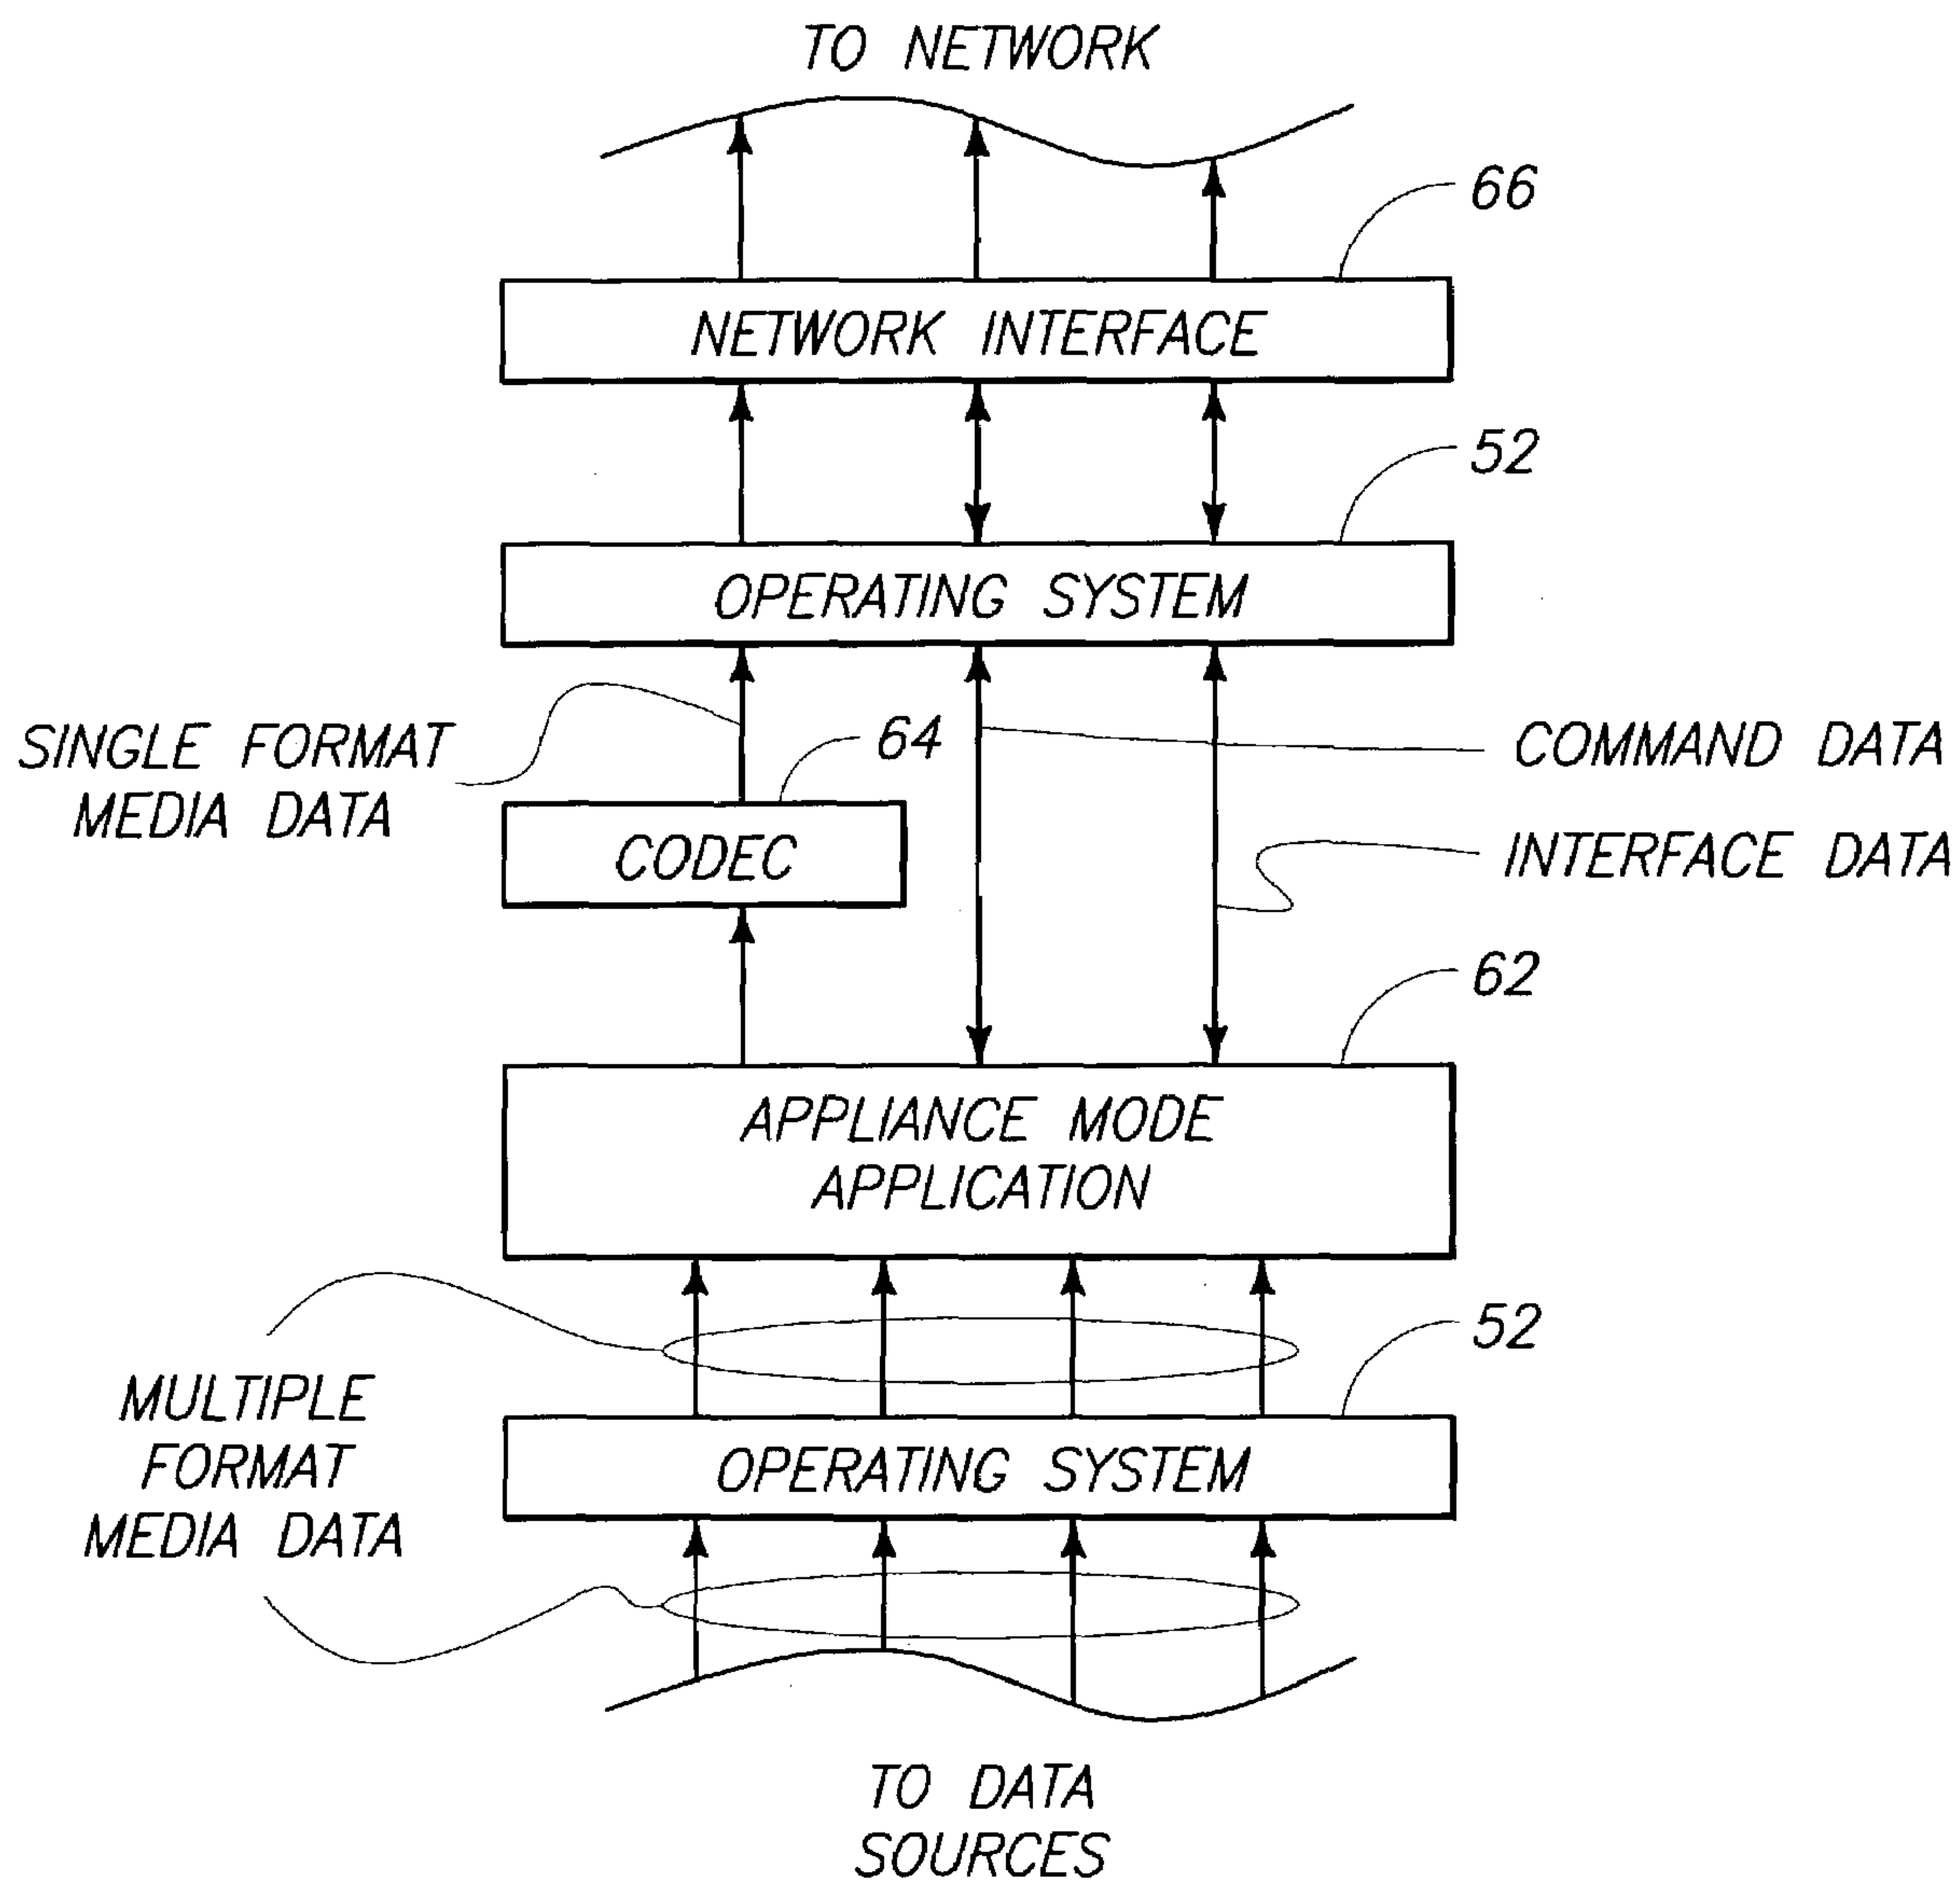 TO NETWORK
66
NETWORK INTERFACE
52
OPERATING SYSTEM
SINGLE FORMAT
MEDIA DATA
64
COMMAND DATA
CODEC
INTERFACE DATA
62
APPLIANCE MODE
APPLICATION
52
MULTIPLE
FORMAT
MEDIA DATA
OPERATING SYSTEM
TO DATA
SOURCES